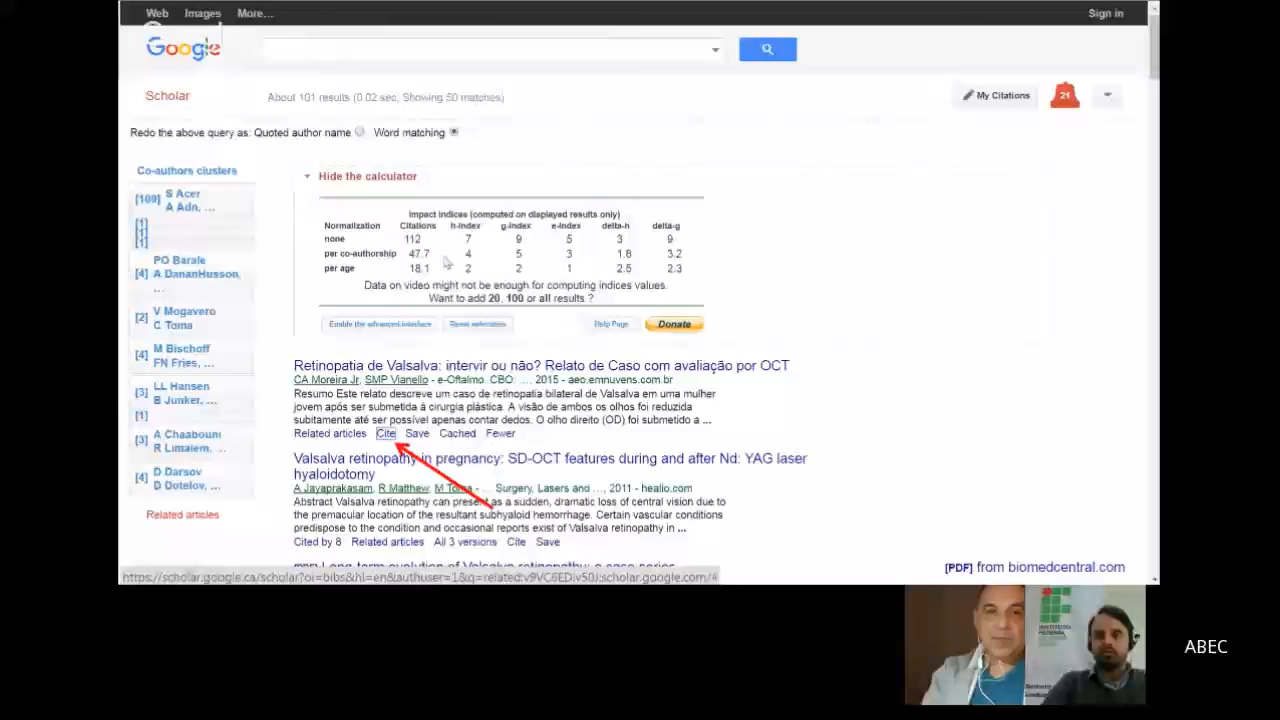 Web Images More... Sign in
Google
Scholar
About 101 results (0.02 sec, Showing 50 matches)
My Citations 21
Redo the above query as: Quoted author name Word matching
Co-authors clusters
[109] S Acer
A Adn, ...
[1]
[1]
[1]
[4] PO Barale
A DananHusson,
...
[2] V Mogavero
C Toma
[4] M Bischoff
FN Fries, ...
[3] LL Hansen
B Junker, ...
[1]
[3] A Chaabouni
R Limaiem, ...
[4] D Darsov
D Dotelov, ...
Related articles
Hide the calculator
Impact indices (computed on displayed results only)
Normalization Citations h-index g-index e-index delta-h delta-g
none 112 7 9 5 3 9
per co-authorship 47.7 4 5 3 1.8 3.2
per age 18.1 2 2 1 2.5 2.3
Data on video might not be enough for computing indices values.
Want to add 20, 100 or all results ?
Enable the advanced interface Reset selections Help Page Donate
Retinopatia de Valsalva: intervir ou não? Relato de Caso com avaliação por OCT
CA Moreira Jr, SMP Vianello - e-Oftalmo. CBO: ..., 2015 - aeo.emnuvens.com.br
Resumo Este relato descreve um caso de retinopatia bilateral de Valsalva em uma mulher
jovem após ser submetida à cirurgia plástica. A visão de ambos os olhos foi reduzida
subitamente até ser possível apenas contar dedos. O olho direito (OD) foi submetido a ...
Related articles Cite Save Cached Fewer
Valsalva retinopathy in pregnancy: SD-OCT features during and after Nd: YAG laser
hyaloidotomy
A Jayaprakasam, R Matthew, M Toma - ... Surgery, Lasers and ..., 2011 - healio.com
Abstract Valsalva retinopathy can present as a sudden, dramatic loss of central vision due to
the premacular location of the resultant subhyaloid hemorrhage. Certain vascular conditions
predispose to the condition and occasional reports exist of Valsalva retinopathy in ...
Cited by 8 Related articles All 3 versions Cite Save
Long-term evolution of Valsalva retinopathy: a case series
[PDF] from biomedcentral.com
ABEC